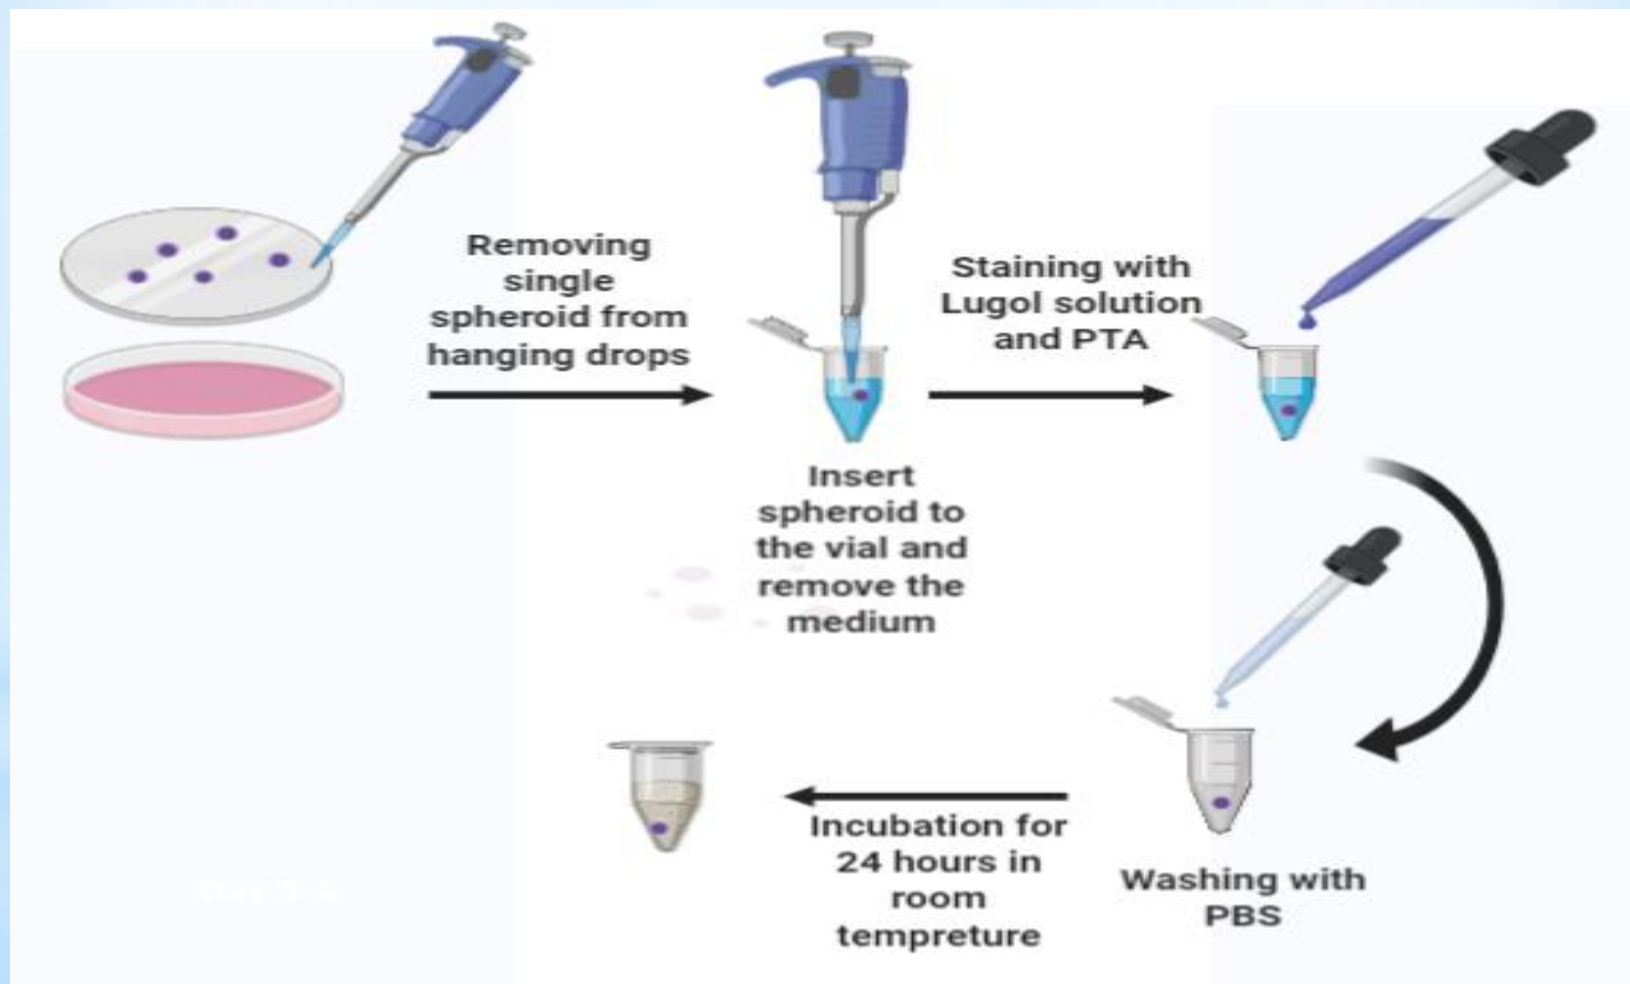 Removing
single
spheroid from
hanging drops
Staining with
Lugol solution
and PTA
Insert
spheroid to
the vial and
remove the
medium
Washing with
PBS
Incubation for
24 hours in
room
tempreture